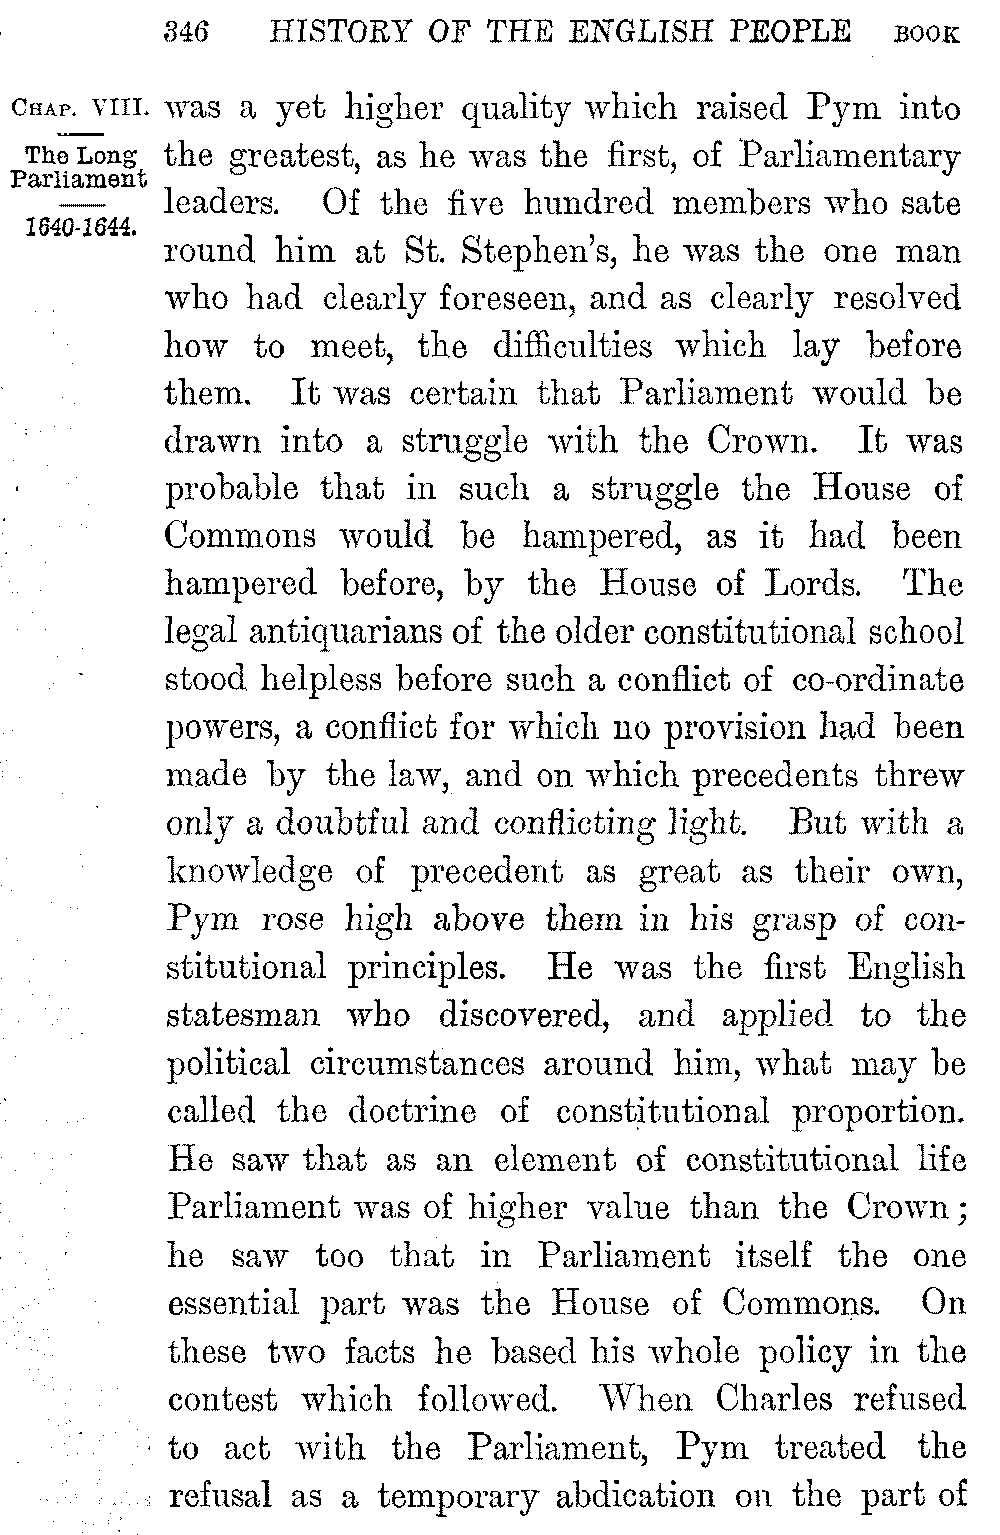 346 HISTORY OF THE ENGLISH PEOPLE BOOK
CHAP. VIII.
The Long
Parliament
1640-1644.
was a yet higher quality which raised Pym into
the greatest, as he was the first, of Parliamentary
leaders. Of the five hundred members who sate
round him at St. Stephen's, he was the one man
who had clearly foreseen, and as clearly resolved
how to meet, the difficulties which lay before
them. It was certain that Parliament would be
drawn into a struggle with the Crown. It was
probable that in such a struggle the House of
Commons would be hampered, as it had been
hampered before, by the House of Lords. The
legal antiquarians of the older constitutional school
stood helpless before such a conflict of co-ordinate
powers, a conflict for which no provision had been
made by the law, and on which precedents threw
only a doubtful and conflicting light. But with a
knowledge of precedent as great as their own,
Pym rose high above them in his grasp of con-
stitutional principles. He was the first English
statesman who discovered, and applied to the
political circumstances around him, what may be
called the doctrine of constitutional proportion.
He saw that as an element of constitutional life
Parliament was of higher value than the Crown;
he saw too that in Parliament itself the one
essential part was the House of Commons. On
these two facts he based his whole policy in the
contest which followed. When Charles refused
to act with the Parliament, Pym treated the
refusal as a temporary abdication on the part of